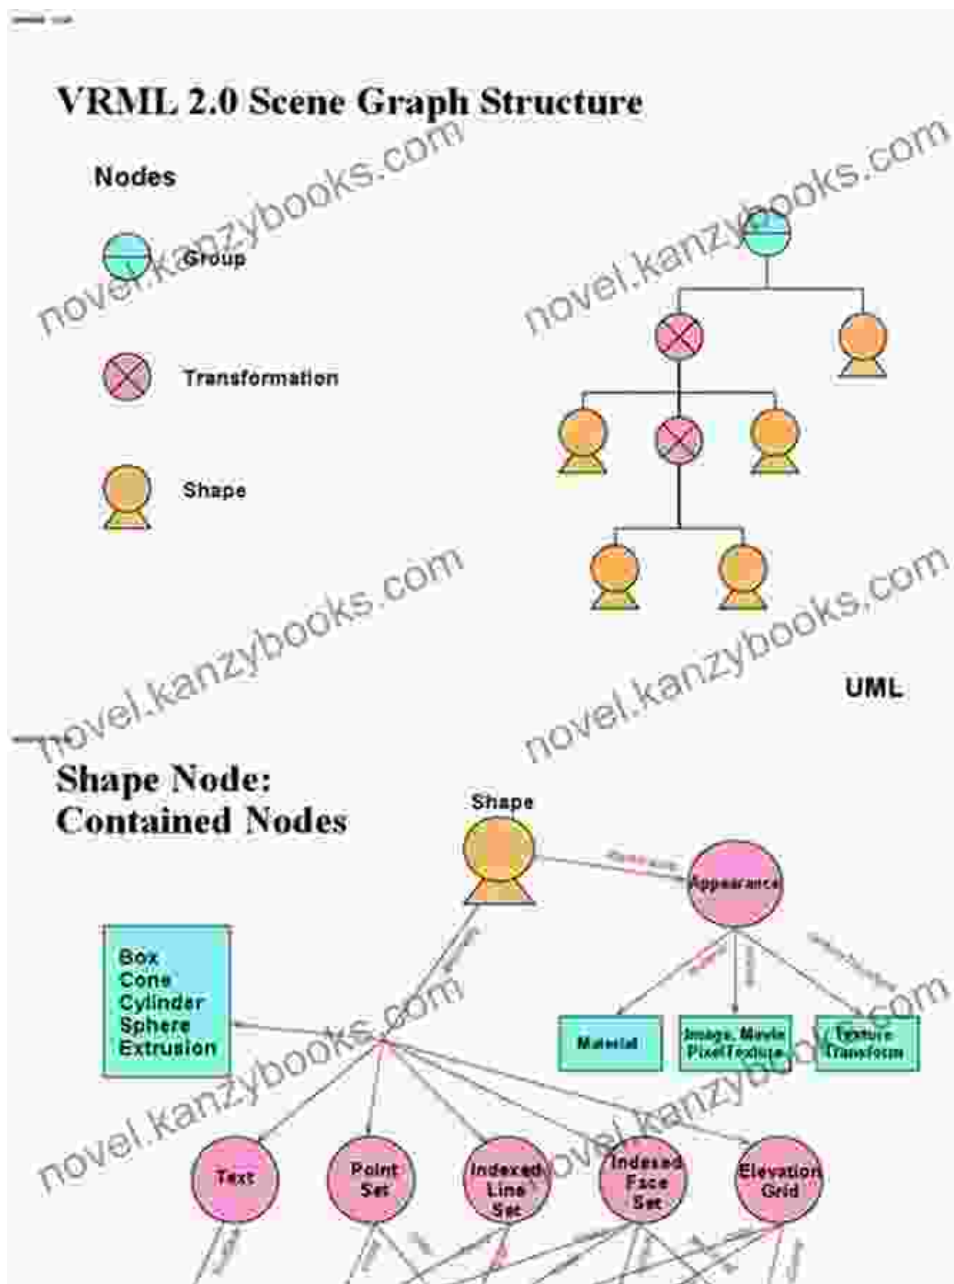 VRML 2.0 Scene Graph Structure
Nodes
Group
Transformation
Shape
UML
Shape Node:
Contained Nodes
Shape
Appearance
Box
Cone
Cylinder
Sphere
Extrusion
Material
Image, Movie
PixelTexture
Texture
Transform
Text
Point
Set
Indexed
Line
Set
Indexed
Face
Set
Elevation
Grid
novel.kanzybooks.com
novel.kanzybooks.com
novel.kanzybooks.com
novel.kanzybooks.com
novel.kanzybooks.com
novel.kanzybooks.com